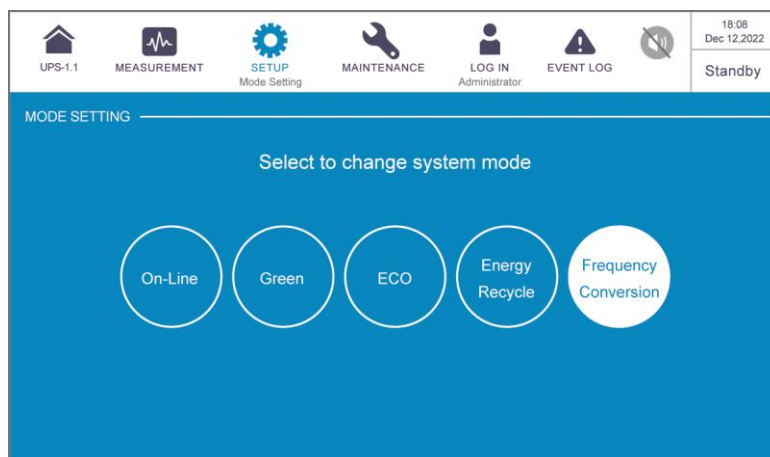 18:08
Dec 12,2022
UPS-1.1
MEASUREMENT
SETUP
Mode Setting
MAINTENANCE
LOG IN
Administrator
EVENT LOG
Standby
MODE SETTING
Select to change system mode
On-Line
Green
ECO
Energy
Recycle
Frequency
Conversion